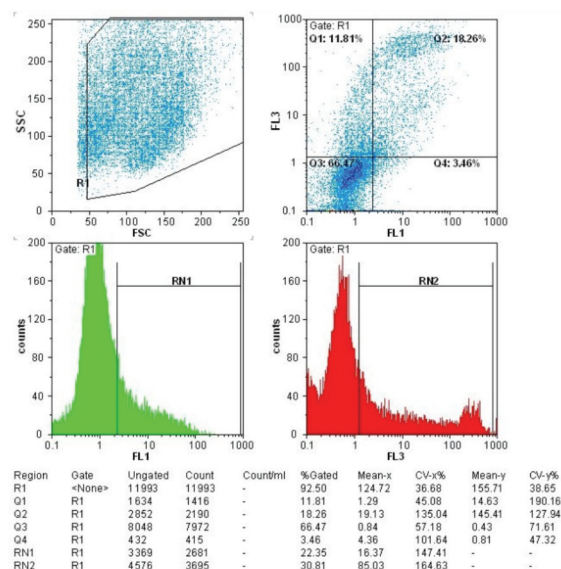 250
200
150
100
50
0
SSC
R1
0 50 100 150 200 250
FSC
1000
100
10
1
0.1
FL3
Gate: R1
Q1: 11.81% Q2: 18.26%
Q3: 66.47% Q4: 3.46%
0.1 1 10 100 1000
FL1
200
160
120
80
40
0
counts
Gate: R1
RN1
0.1 1 10 100 1000
FL1
200
160
120
80
40
0
counts
Gate: R1
RN2
0.1 1 10 100 1000
FL3
Region Gate Ungated Count Count/ml %Gated Mean-x CV-x% Mean-y CV-y%
R1 <None> 11993 11993 - 92.50 124.72 36.68 155.71 38.65
Q1 R1 1634 1416 - 11.81 1.29 45.08 14.63 190.16
Q2 R1 2852 2190 - 18.26 19.13 135.04 145.41 127.94
Q3 R1 8048 7972 - 66.47 0.84 57.18 0.43 71.61
Q4 R1 432 415 - 3.46 4.36 101.64 0.81 47.32
RN1 R1 3369 2681 - 22.35 16.37 147.41 - -
RN2 R1 4576 3695 - 30.81 85.03 164.63 - -